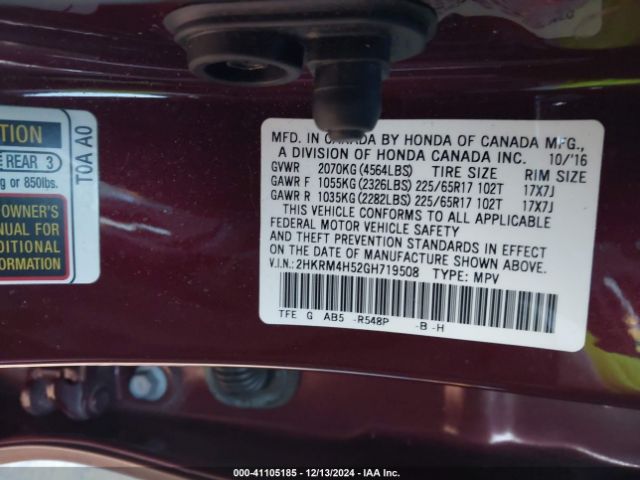 TION
E REAR 3
g or 850lbs.
OWNER'S
NUAL FOR
DITIONAL
FORMATION
T0A A0
MFD. IN CANADA BY HONDA OF CANADA MFG.,
A DIVISION OF HONDA CANADA INC. 10/'16
GVWR 2070KG (4564LBS) TIRE SIZE RIM SIZE
GAWR F 1055KG (2326LBS) 225/65R17 102T 17X7J
GAWR R 1035KG (2282LBS) 225/65R17 102T 17X7J
THIS VEHICLE CONFORMS TO ALL APPLICABLE
FEDERAL MOTOR VEHICLE SAFETY
AND THEFT PREVENTION STANDARDS IN EFFECT
ON THE DATE OF MANUFACTURE SHOWN ABOVE.
V.I.N.: 2HKRM4H52GH719508 TYPE: MPV
TFE G AB5 -R548P -B -H
000-41105185 - 12/13/2024 - IAA Inc.